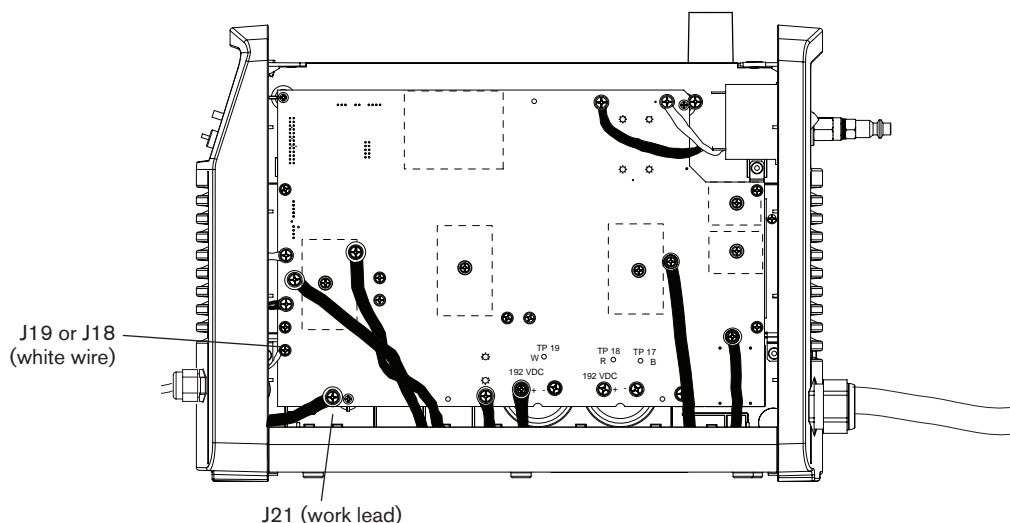 J19 or J18
(white wire)
TP 19
W
TP 18
R
TP 17
B
192 VDC
+ -
192 VDC
+ -
J21 (work lead)